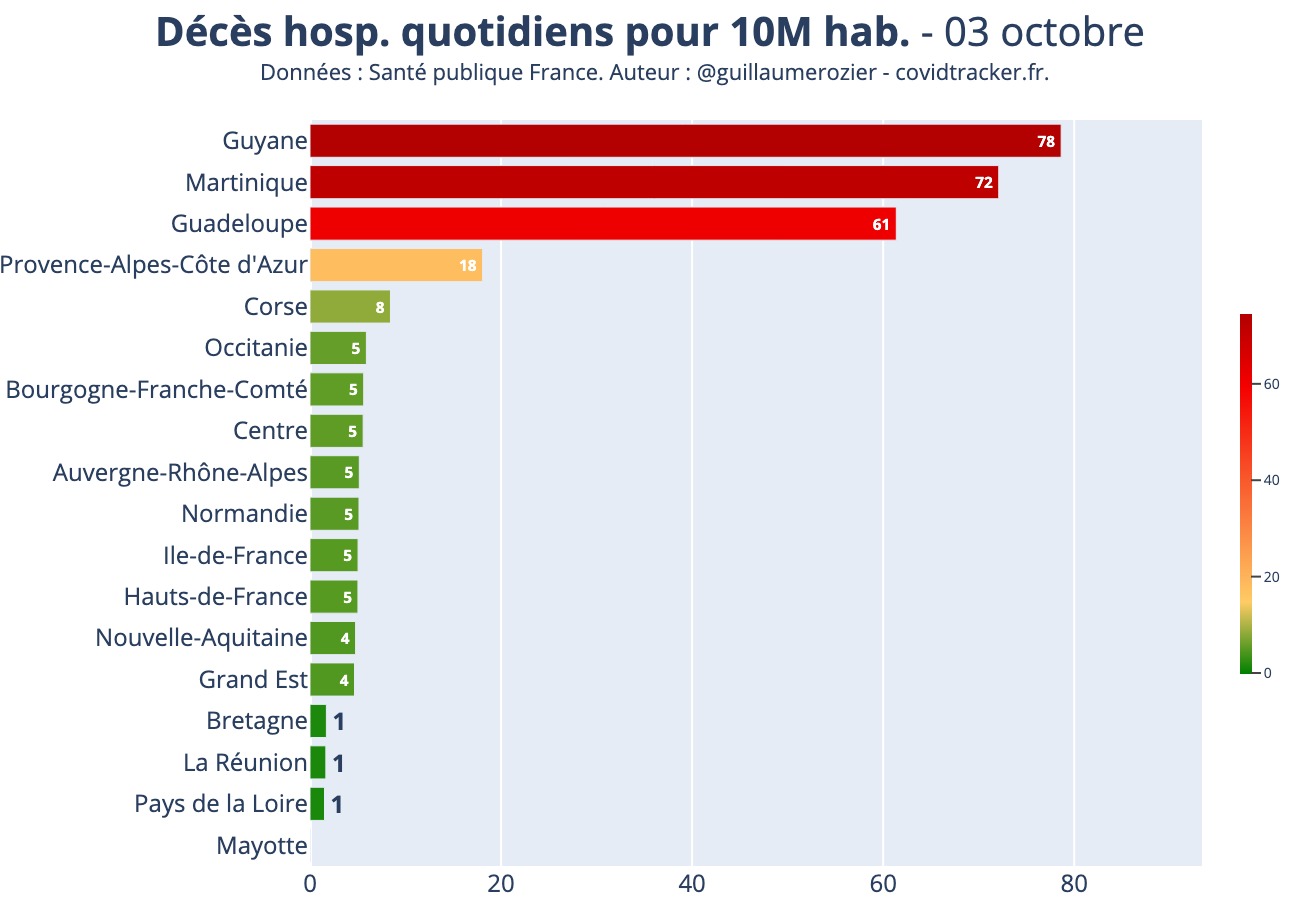 Décès hosp. quotidiens pour 10M hab. - 03 octobre
Données : Santé publique France. Auteur : @guillaumerozier - covidtracker.fr.
Guyane 78
Martinique 72
Guadeloupe 61
Provence-Alpes-Côte d'Azur 18
Corse 8
Occitanie 5
Bourgogne-Franche-Comté 5
Centre 5
Auvergne-Rhône-Alpes 5
Normandie 5
Ile-de-France 5
Hauts-de-France 5
Nouvelle-Aquitaine 4
Grand Est 4
Bretagne 1
La Réunion 1
Pays de la Loire 1
Mayotte
0 20 40 60 80
60
40
20
0